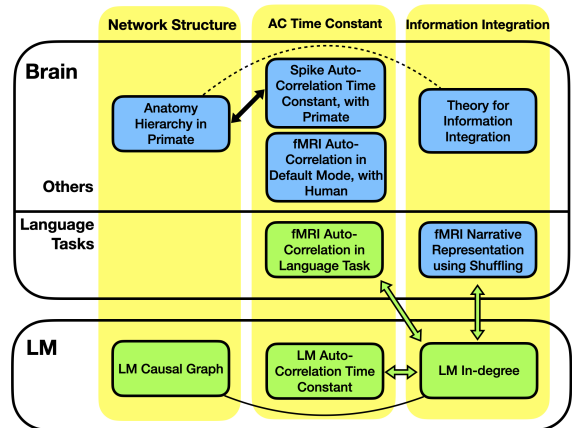 Network Structure
AC Time Constant
Information Integration
Brain
Spike Auto-
Correlation Time
Constant, with
Primate
Anatomy
Hierarchy in
Primate
Theory for
Information
Integration
fMRI Auto-
Correlation in
Default Mode, with
Human
Others
Language
Tasks
fMRI Auto-
Correlation in
Language Task
fMRI Narrative
Representation
using Shuffling
LM
LM Causal Graph
LM Auto-
Correlation Time
Constant
LM In-degree